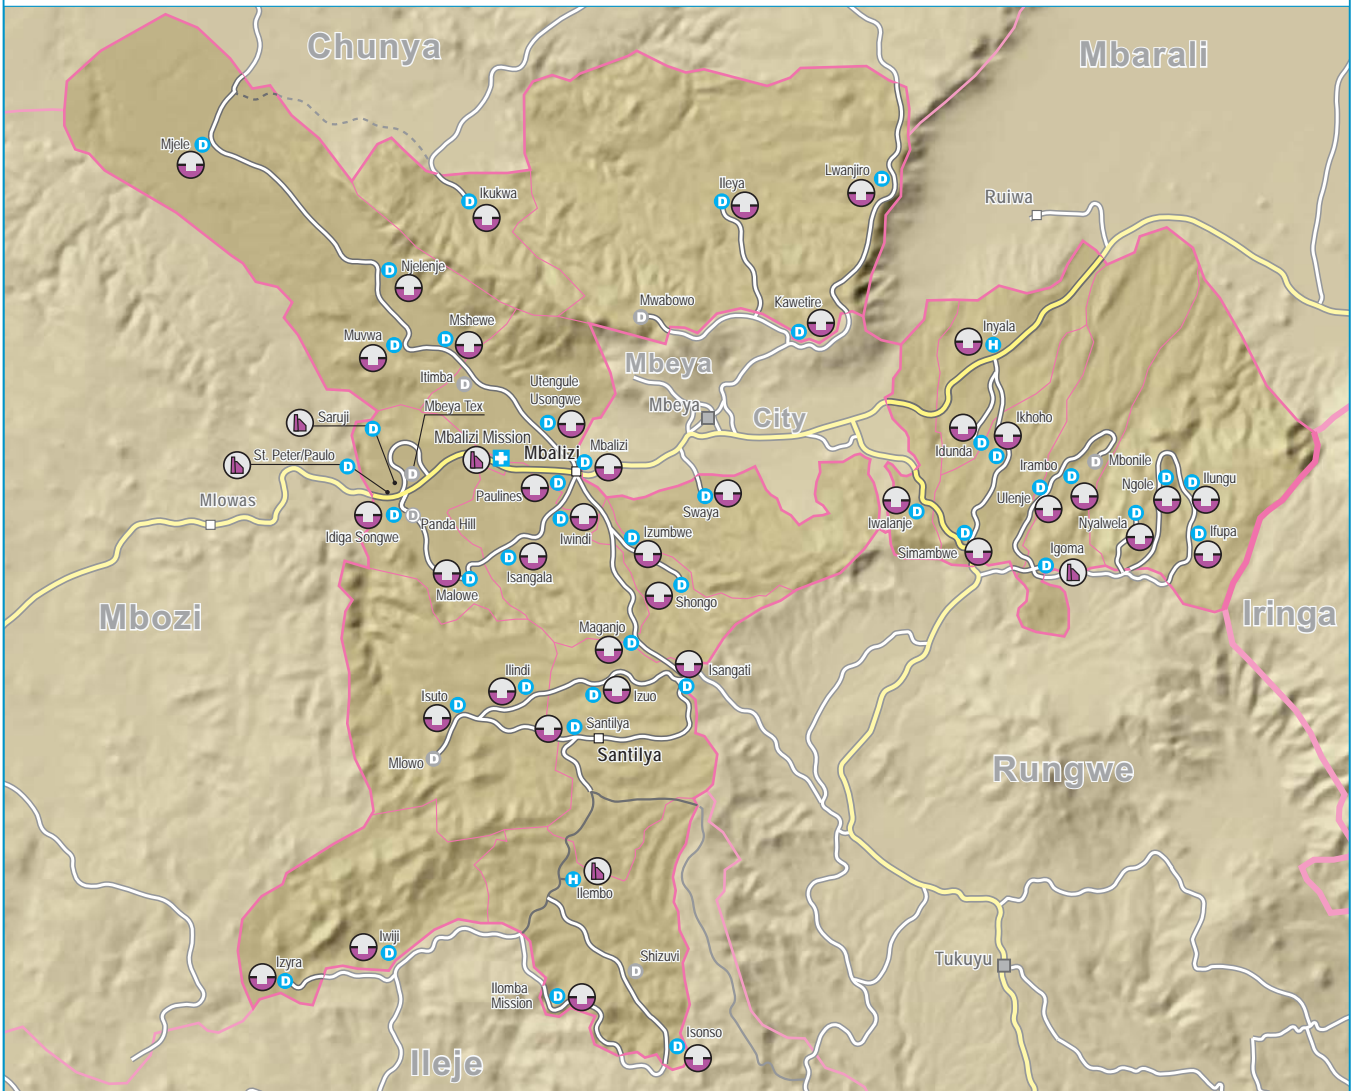 Chunya
Mbarali
Mjele
D
D
Ikukwa
Ileya
D
Lwanjiro
D
Ruiwa
D
Njelenje
Mwabowo
D
Kawetire
D
Inyala
H
Muvwa
D
Mshewe
D
Itimba
D
Mbeya
Utengule
Usongwe
D
Mbeya Tex
D
Mbeya
City
Saruji
D
Mbalizi Mission
Mbalizi
D
Mbalizi
Idunda
D
Ikhoho
D
St. Peter/Paulo
D
Irambo
D
Mbonile
D
Ngole
D
Ilungu
D
Mlowas
Paulines
D
Swaya
D
Iwalanje
D
Ulenje
D
Nyalwela
D
Idiga Songwe
D
Panda Hill
D
Iwindi
D
Izumbwe
D
Simambwe
D
Igoma
D
Ifupa
D
Isangala
D
Malowe
D
Shongo
D
Mbozi
Iringa
Maganjo
D
Isangati
D
Ilindi
D
Izuo
D
Isuto
D
Santilya
D
Santilya
Mlowo
D
Rungwe
H
Ilembo
Iwiji
D
Izyra
D
Shizuvi
D
Tukuyu
Ilomba
Mission
D
Isonso
D
Ileje